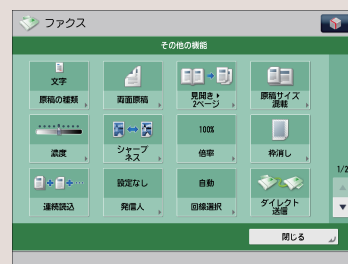 ファクス
その他の機能
文字
原稿の種類
両面原稿
見開き▸
2ページ
原稿サイズ
混載
濃度
シャープ
ネス
100%
倍率
枠消し
連続読込
設定なし
発信人
自動
回線選択
ダイレクト
送信
1/2
閉じる